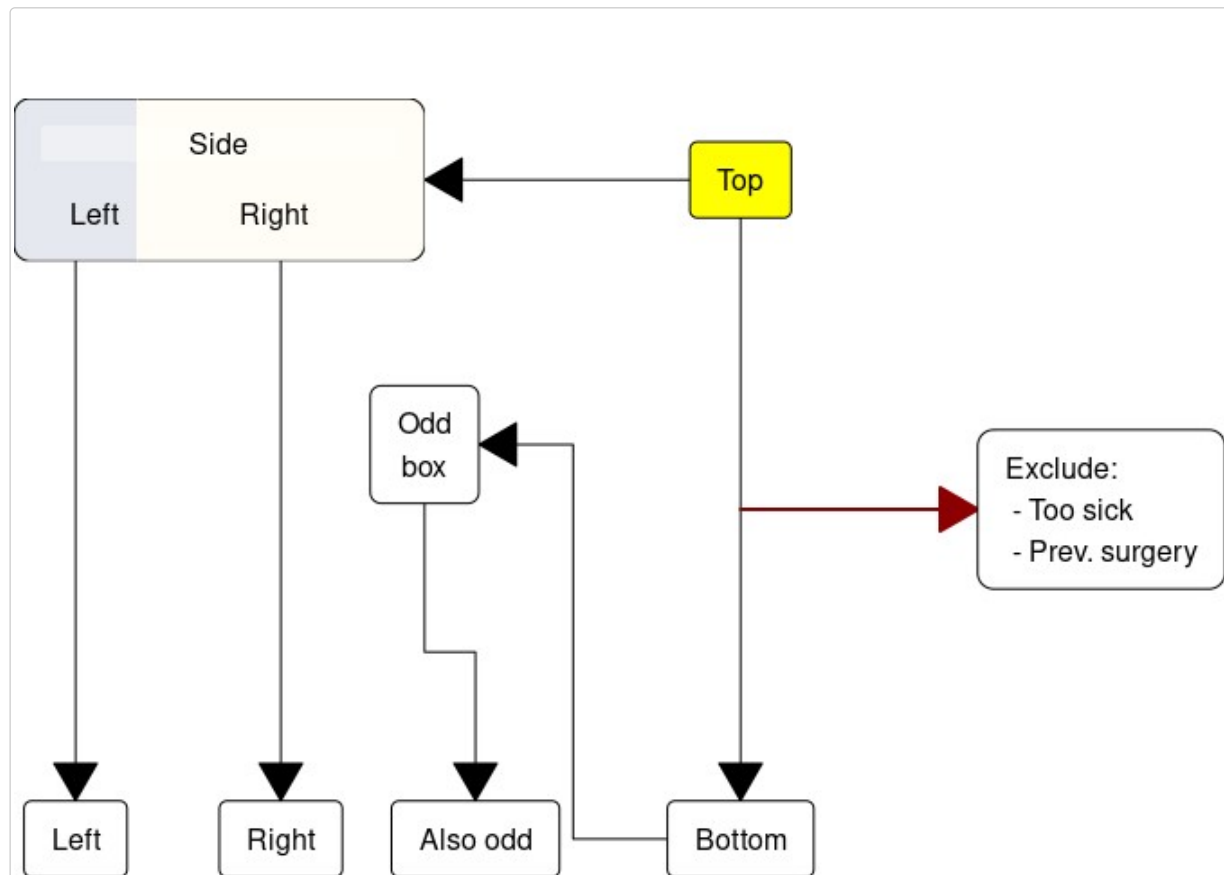 Side
Left Right
Top
Odd
box
Exclude:
- Too sick
- Prev. surgery
Left
Right
Also odd
Bottom